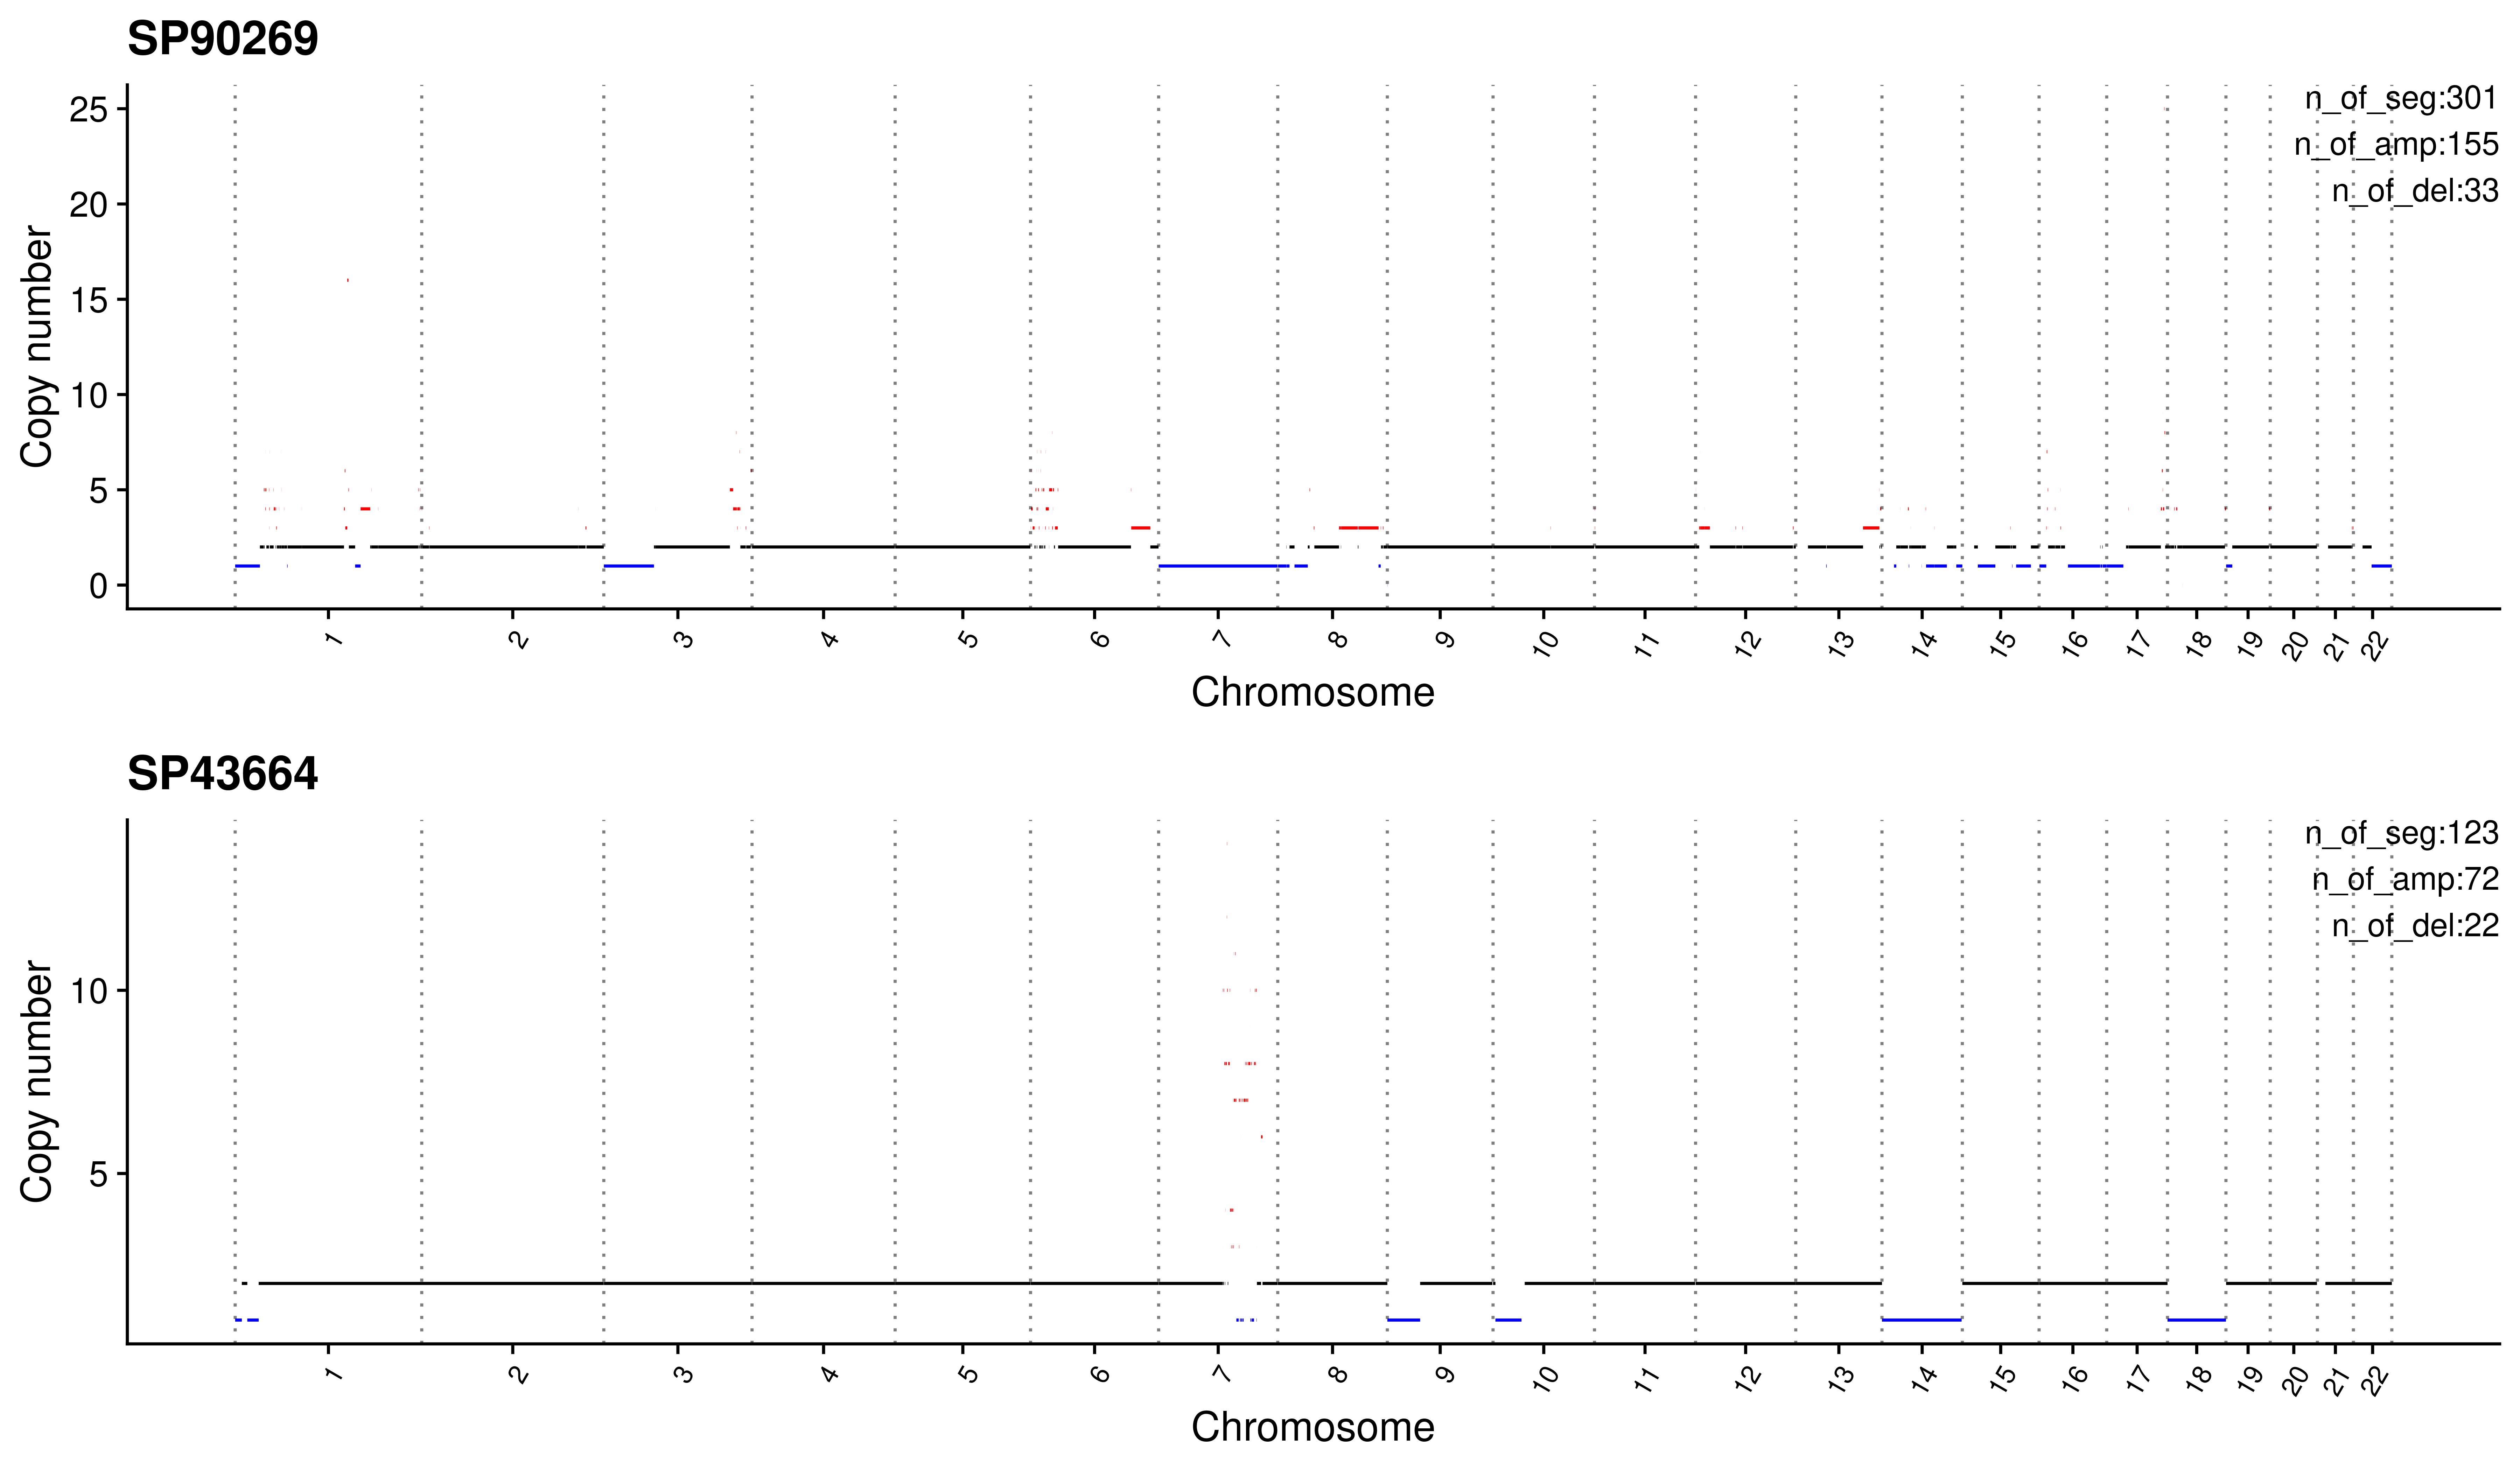 SP90269
n_of_seg:301
n_of_amp:155
n_of_del:33
25
20
15
10
5
0
Copy number
1 2 3 4 5 6 7 8 9 10 11 12 13 14 15 16 17 18 19 20 21 22
Chromosome
SP43664
n_of_seg:123
n_of_amp:72
n_of_del:22
10
5
Copy number
1 2 3 4 5 6 7 8 9 10 11 12 13 14 15 16 17 18 19 20 21 22
Chromosome